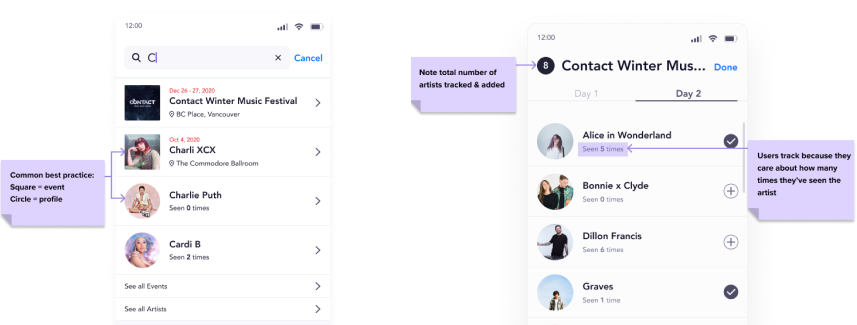 12:00
C
Cancel
CONTACT
Dec 26 - 27, 2020
Contact Winter Music Festival
BC Place, Vancouver
Oct 4, 2020
Charli XCX
The Commodore Ballroom
Charlie Puth
Seen 0 times
Cardi B
Seen 2 times
See all Events
See all Artists
Common best practice:
Square = event
Circle = profile
Note total number of
artists tracked & added
12:00
8 Contact Winter Mus... Done
Day 1 Day 2
Alice in Wonderland
Seen 5 times
Bonnie x Clyde
Seen 0 times
Dillon Francis
Seen 6 times
Graves
Seen 1 time
Users track because they
care about how many
times they've seen the
artist